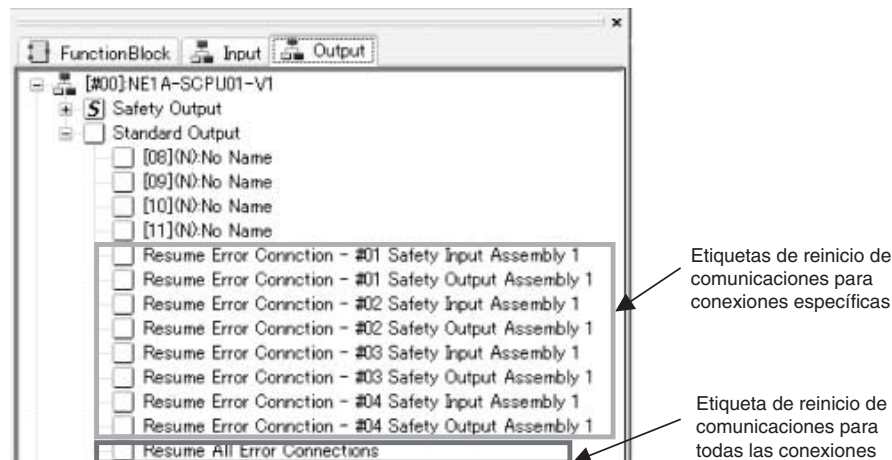 FunctionBlock Input Output
[#00]:NE1A-SCPU01-V1
S Safety Output
Standard Output
[08](N):No Name
[09](N):No Name
[10](N):No Name
[11](N):No Name
Resume Error Connction - #01 Safety Input Assembly 1
Resume Error Connction - #01 Safety Output Assembly 1
Resume Error Connction - #02 Safety Input Assembly 1
Resume Error Connction - #02 Safety Output Assembly 1
Resume Error Connction - #03 Safety Input Assembly 1
Resume Error Connction - #03 Safety Output Assembly 1
Resume Error Connction - #04 Safety Input Assembly 1
Resume Error Connction - #04 Safety Output Assembly 1
Resume All Error Connections
Etiquetas de reinicio de
comunicaciones para
conexiones específicas
Etiqueta de reinicio de
comunicaciones para
todas las conexiones